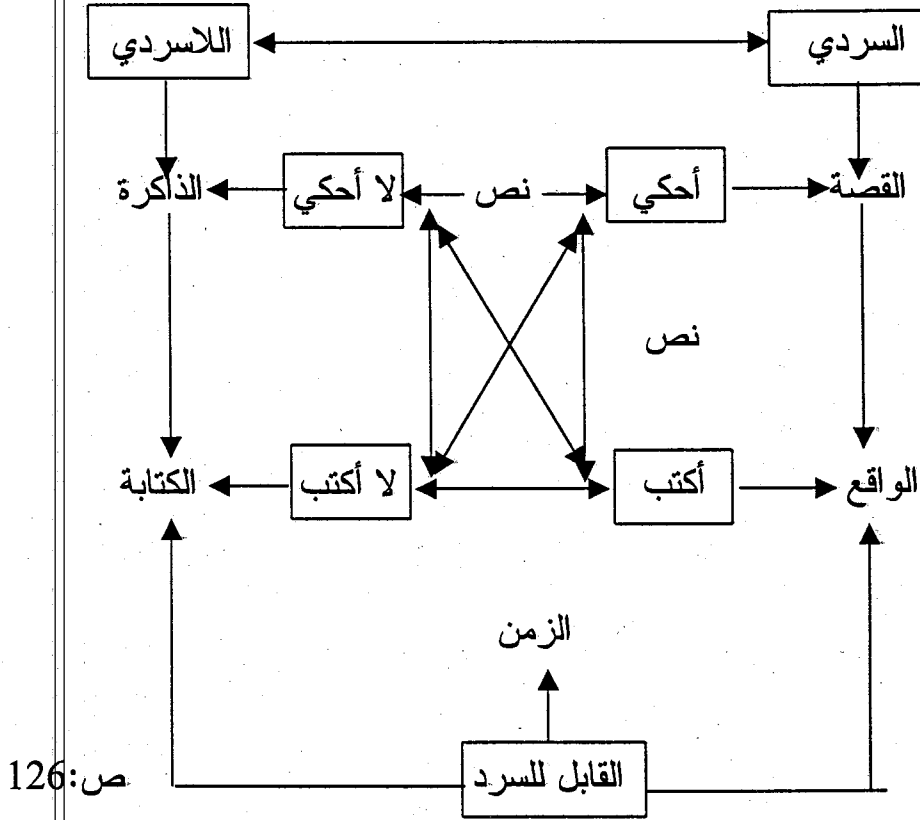 السردي اللاسردي
القصة أحكي نص لا أحكي الذاكرة
نص
الواقع أكتب لا أكتب الكتابة
الزمن
القابل للسرد
ص:126